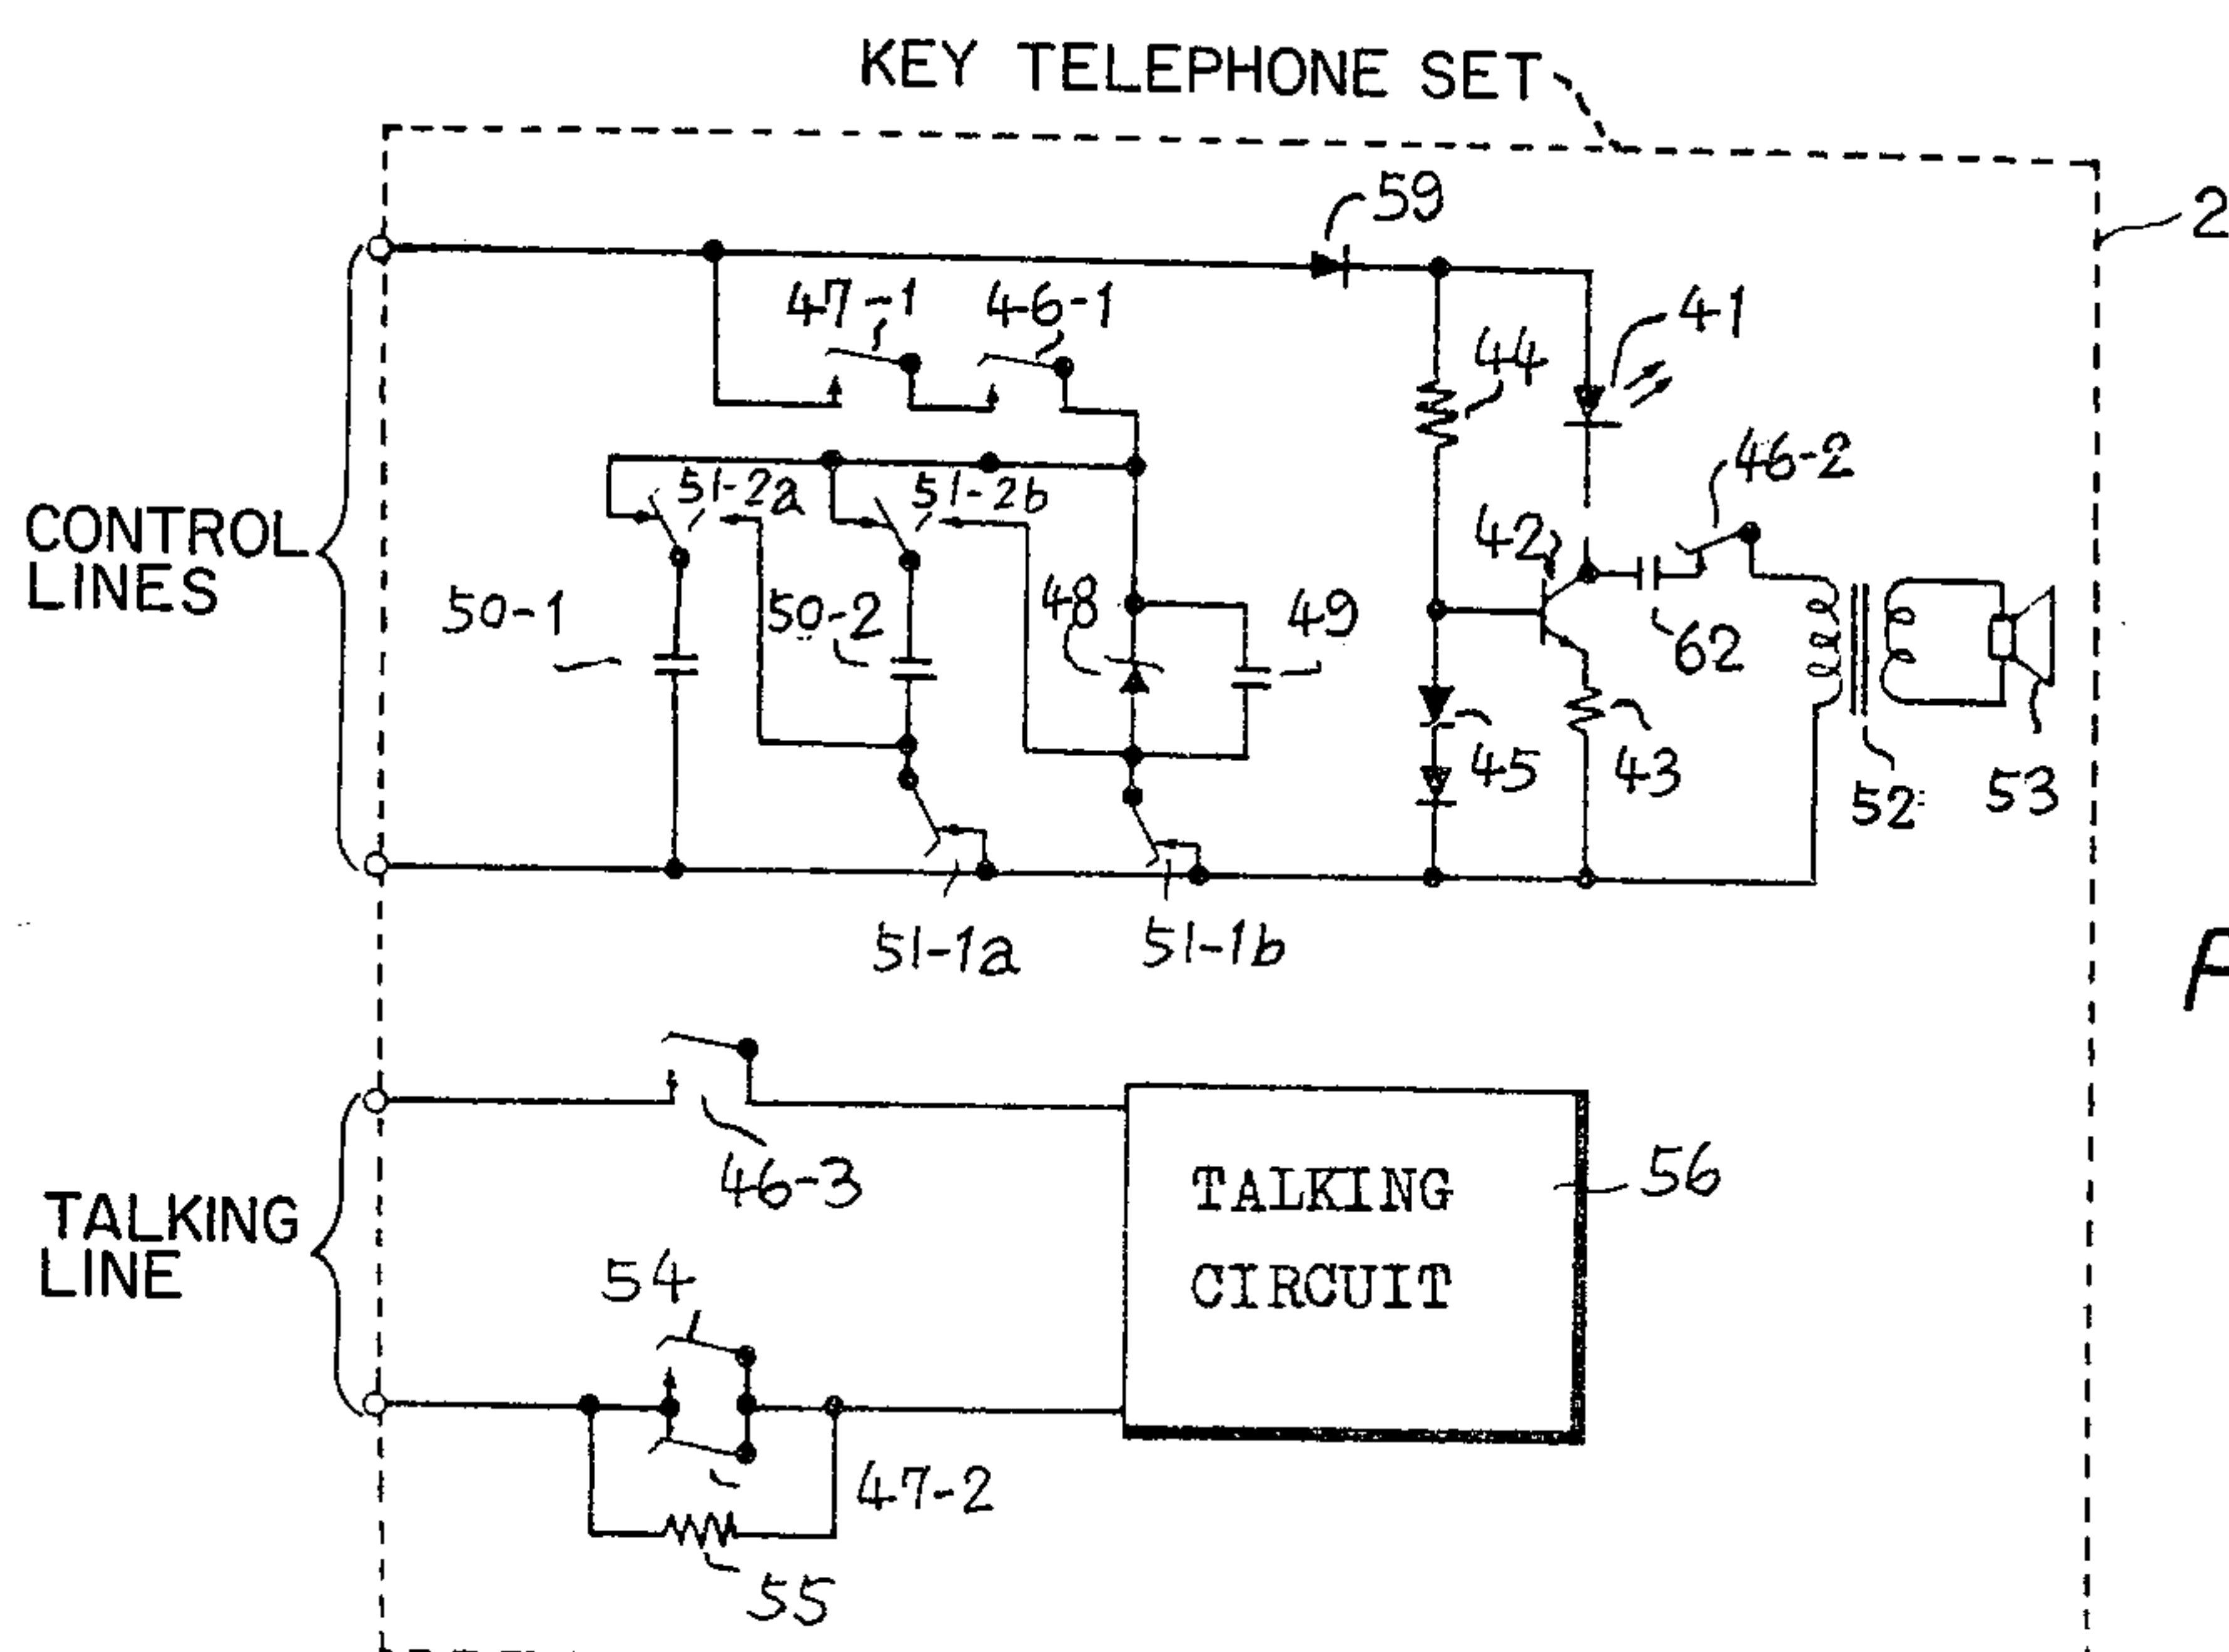 KEY TELEPHONE SET
2
59
47-1
46-1
41
44
46-2
51-2a
51-2b
CONTROL
LINES
42
50-1
50-2
48
49
62
45
43
52
53
51-1a
51-1b
46-3
TALKING
CIRCUIT
56
TALKING
LINE
54
47-2
55